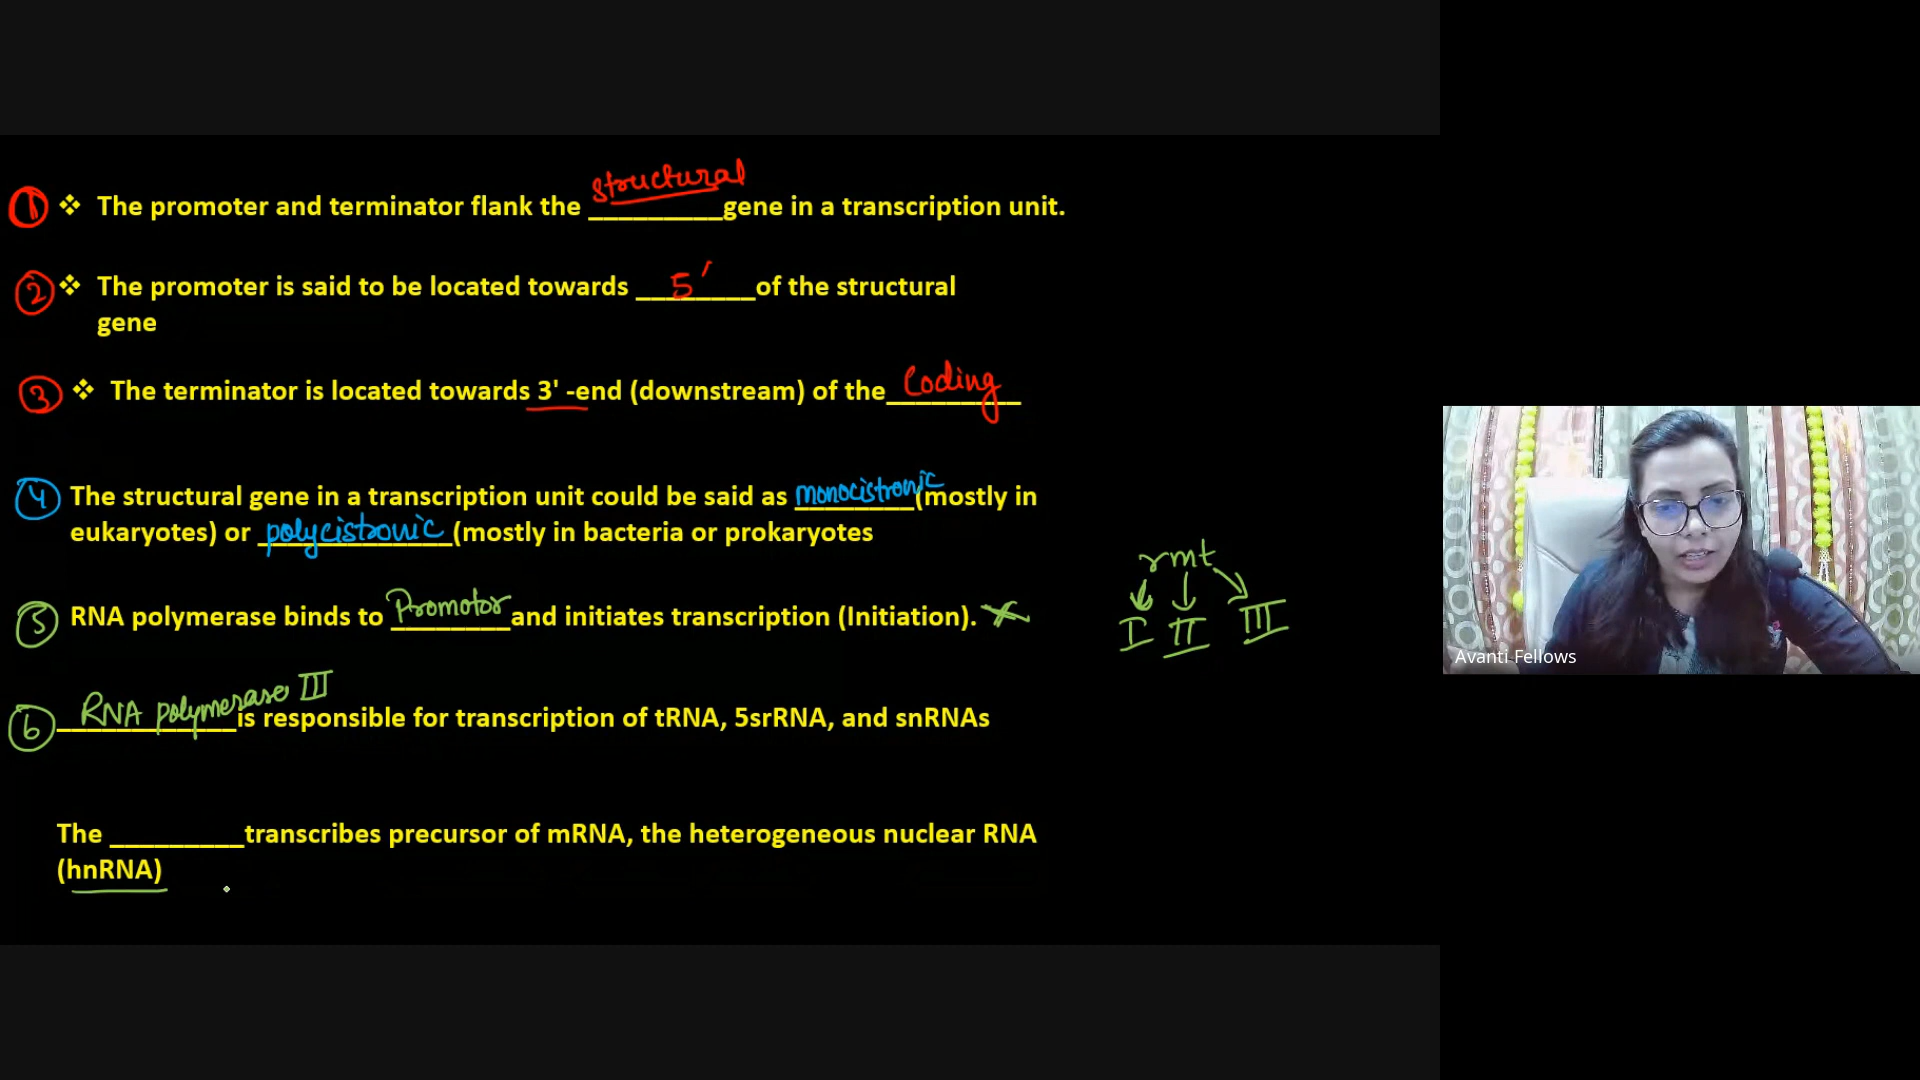 1 ❖ The promoter and terminator flank the structural gene in a transcription unit.
2 ❖ The promoter is said to be located towards 5' of the structural
gene
3 ❖ The terminator is located towards 3' -end (downstream) of the Coding
4 The structural gene in a transcription unit could be said as monocistronic (mostly in
eukaryotes) or polycistronic (mostly in bacteria or prokaryotes
5 RNA polymerase binds to Promotor and initiates transcription (Initiation).
rmt
I II III
6 RNA polymerase III is responsible for transcription of tRNA, 5srRNA, and snRNAs
The _________transcribes precursor of mRNA, the heterogeneous nuclear RNA
(hnRNA)
Avanti Fellows